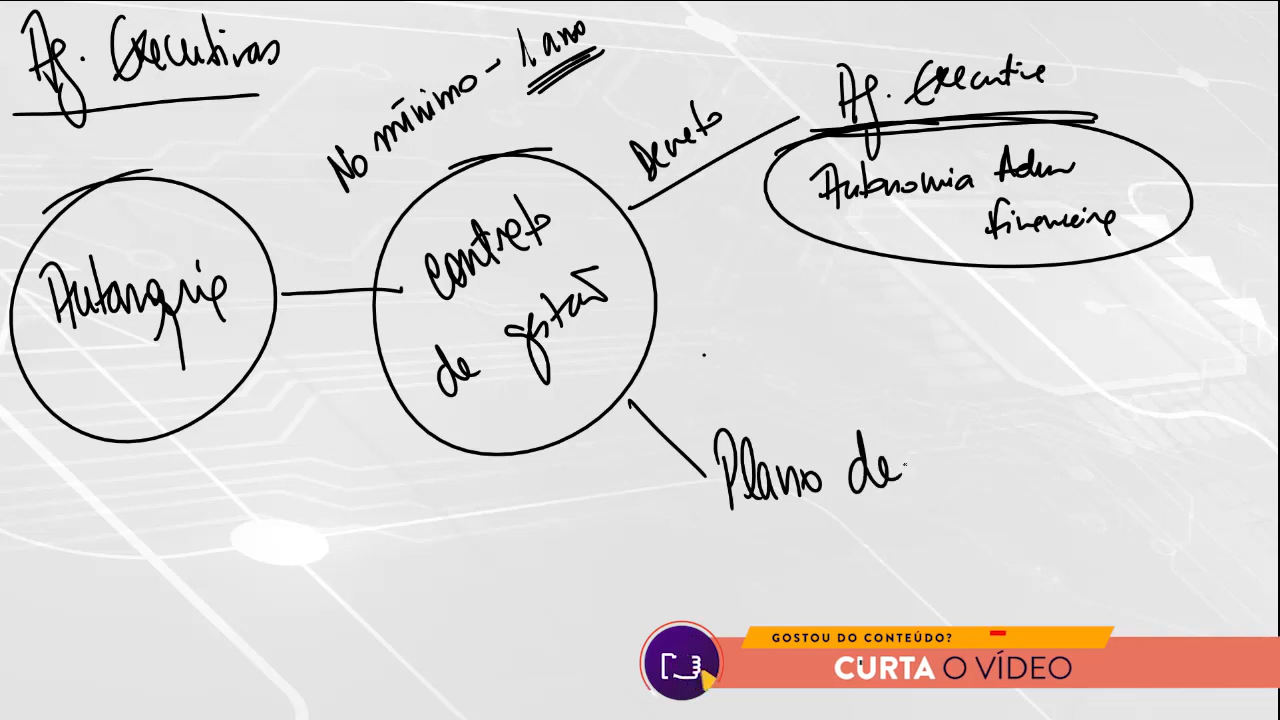 Ag. Executivas
No mínimo - 1 ano
Decreto
Ag. Executiva
Autonomia Adm
financeira
Autarquia
contrato
de gestão
Plano de
GOSTOU DO CONTEÚDO?
CURTA O VÍDEO